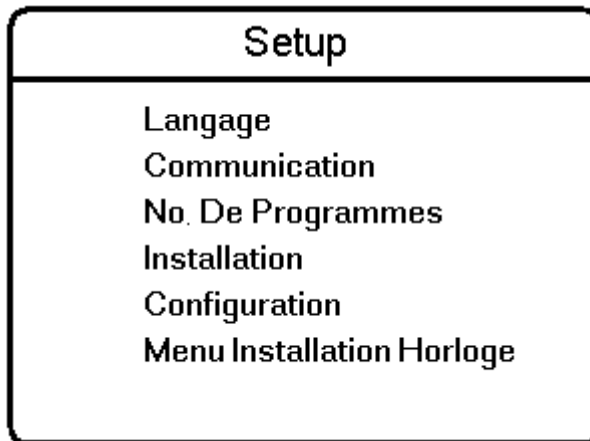 Setup
Langage
Communication
No. De Programmes
Installation
Configuration
Menu Installation Horloge